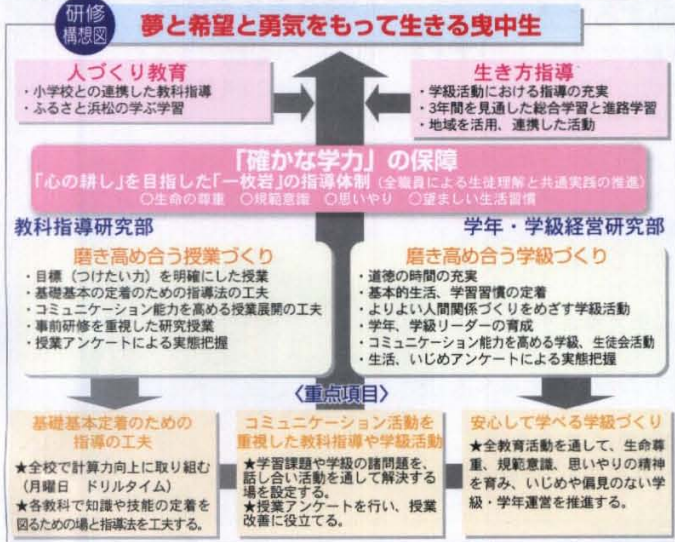 研修
構想図
夢と希望と勇気をもって生きる曳中生
人づくり教育
・小学校との連携した教科指導
・ふるさと浜松の学ぶ学習
生き方指導
・学級活動における指導の充実
・3年間を見通した総合学習と進路学習
・地域を活用、連携した活動
「確かな学力」の保障
「心の耕し」を目指した「一枚岩」の指導体制(全職員による生徒理解と共通実践の推進)
○生命の尊重 ○規範意識 ○思いやり ○望ましい生活習慣
教科指導研究部
磨き高め合う授業づくり
・目標(つけたい力)を明確にした授業
・基礎基本の定着のための指導法の工夫
・コミュニケーション能力を高める授業展開の工夫
・事前研修を重視した研究授業
・授業アンケートによる実態把握
学年・学級経営研究部
磨き高め合う学級づくり
・道徳の時間の充実
・基本的生活、学習習慣の定着
・よりよい人間関係づくりをめざす学級活動
・学年、学級リーダーの育成
・コミュニケーション能力を高める学級、生徒会活動
・生活、いじめアンケートによる実態把握
〈重点項目〉
基礎基本定着のための
指導の工夫
★全校で計算力向上に取り組む
(月曜日 ドリルタイム)
★各教科で知識や技能の定着を
図るための場と指導法を工夫する。
コミュニケーション活動を
重視した教科指導や学級活動
★学習課題や学級の諸問題を、
話し合い活動を通して解決する
場を設定する。
★授業アンケートを行い、授業
改善に役立てる。
安心して学べる学級づくり
★全教育活動を通して、生命尊
重、規範意識、思いやりの精神
を育み、いじめや偏見のない学
級・学年運営を推進する。